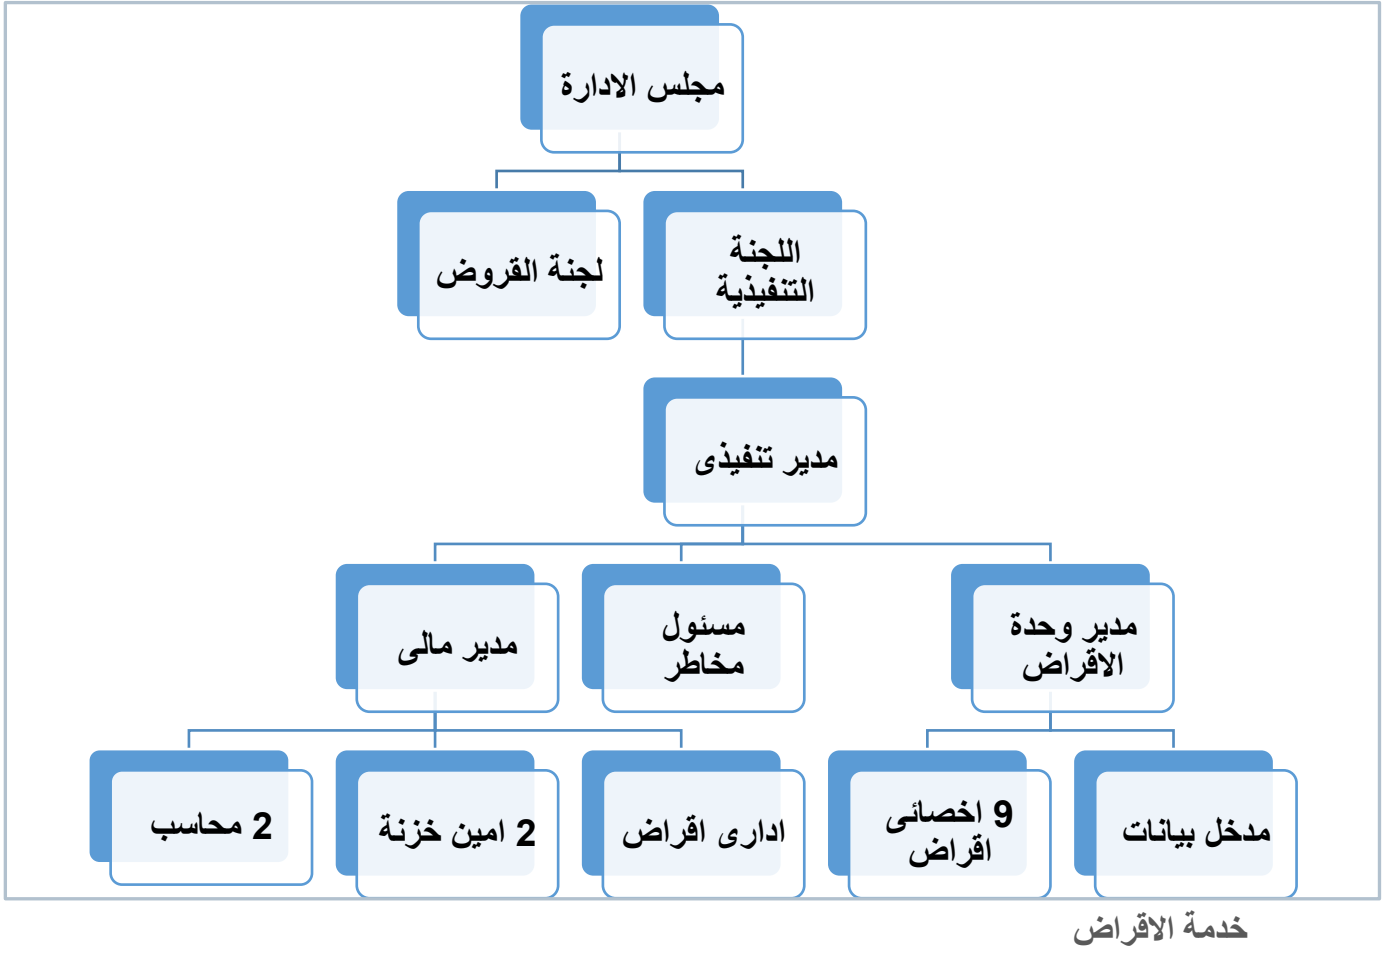 مجلس الادارة
اللجنة
التنفيذية
لجنة القروض
مدير تنفيذى
مدير وحدة
الاقراض
مسئول
مخاطر
مدير مالى
مدخل بيانات
9 اخصائى
اقراض
ادارى اقراض
2 امين خزنة
2 محاسب
خدمة الاقراض